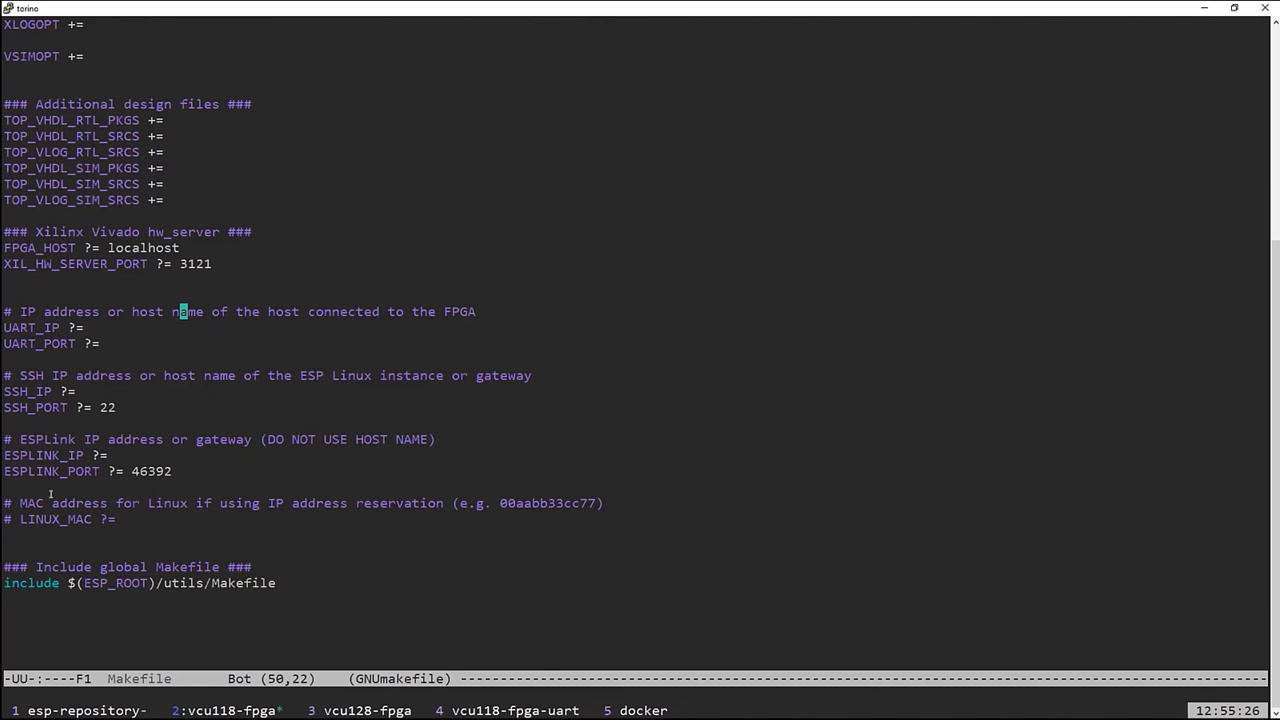 torino
XLOGOPT +=
VSIMOPT +=
### Additional design files ###
TOP_VHDL_RTL_PKGS +=
TOP_VHDL_RTL_SRCS +=
TOP_VLOG_RTL_SRCS +=
TOP_VHDL_SIM_PKGS +=
TOP_VHDL_SIM_SRCS +=
TOP_VLOG_SIM_SRCS +=
### Xilinx Vivado hw_server ###
FPGA_HOST ?= localhost
XIL_HW_SERVER_PORT ?= 3121
# IP address or host name of the host connected to the FPGA
UART_IP ?=
UART_PORT ?=
# SSH IP address or host name of the ESP Linux instance or gateway
SSH_IP ?=
SSH_PORT ?= 22
# ESPLink IP address or gateway (DO NOT USE HOST NAME)
ESPLINK_IP ?=
ESPLINK_PORT ?= 46392
# MAC address for Linux if using IP address reservation (e.g. 00aabb33cc77)
# LINUX_MAC ?=
### Include global Makefile ###
include $(ESP_ROOT)/utils/Makefile
-UU-:----F1 Makefile Bot (50,22) (GNUmakefile) ----------------------------------------------------------------
1 esp-repository- 2:vcu118-fpga* 3 vcu128-fpga 4 vcu118-fpga-uart 5 docker 12:55:26